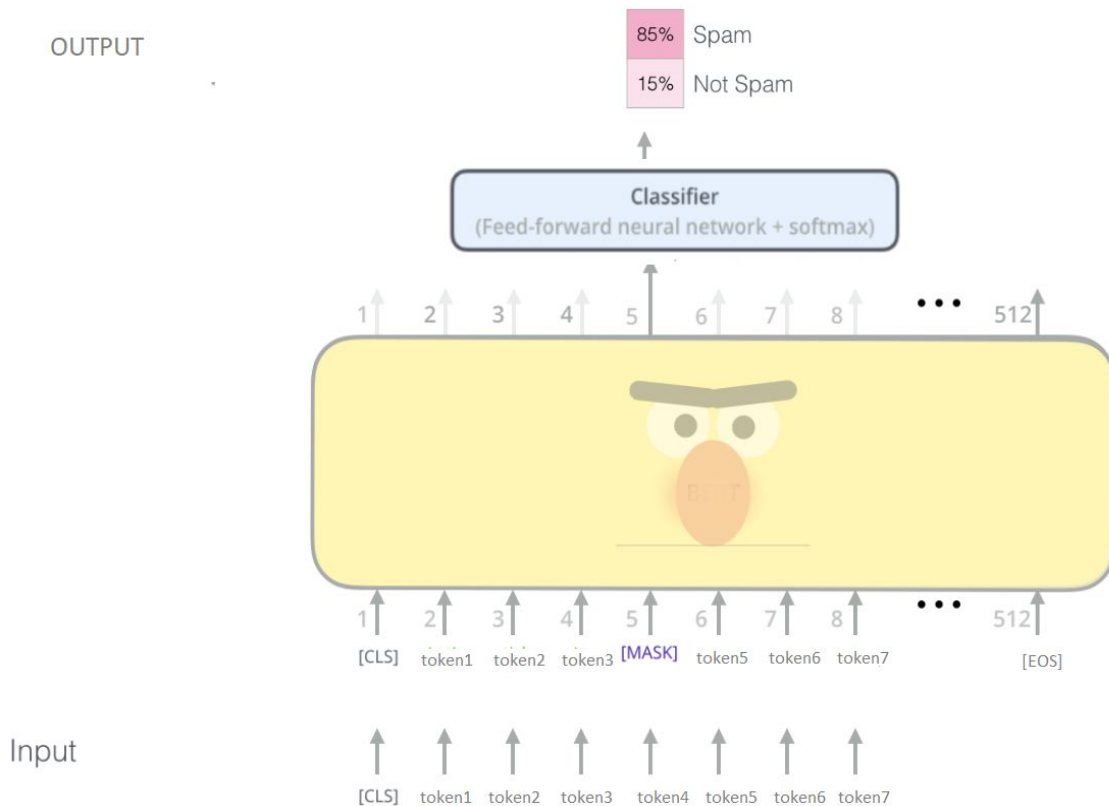 OUTPUT
85% Spam
15% Not Spam
Classifier
(Feed-forward neural network + softmax)
1 2 3 4 5 6 7 8 ••• 512
BERT
1 2 3 4 5 6 7 8 ••• 512
[CLS] token1 token2 token3 [MASK] token5 token6 token7 [EOS]
Input
[CLS] token1 token2 token3 token4 token5 token6 token7